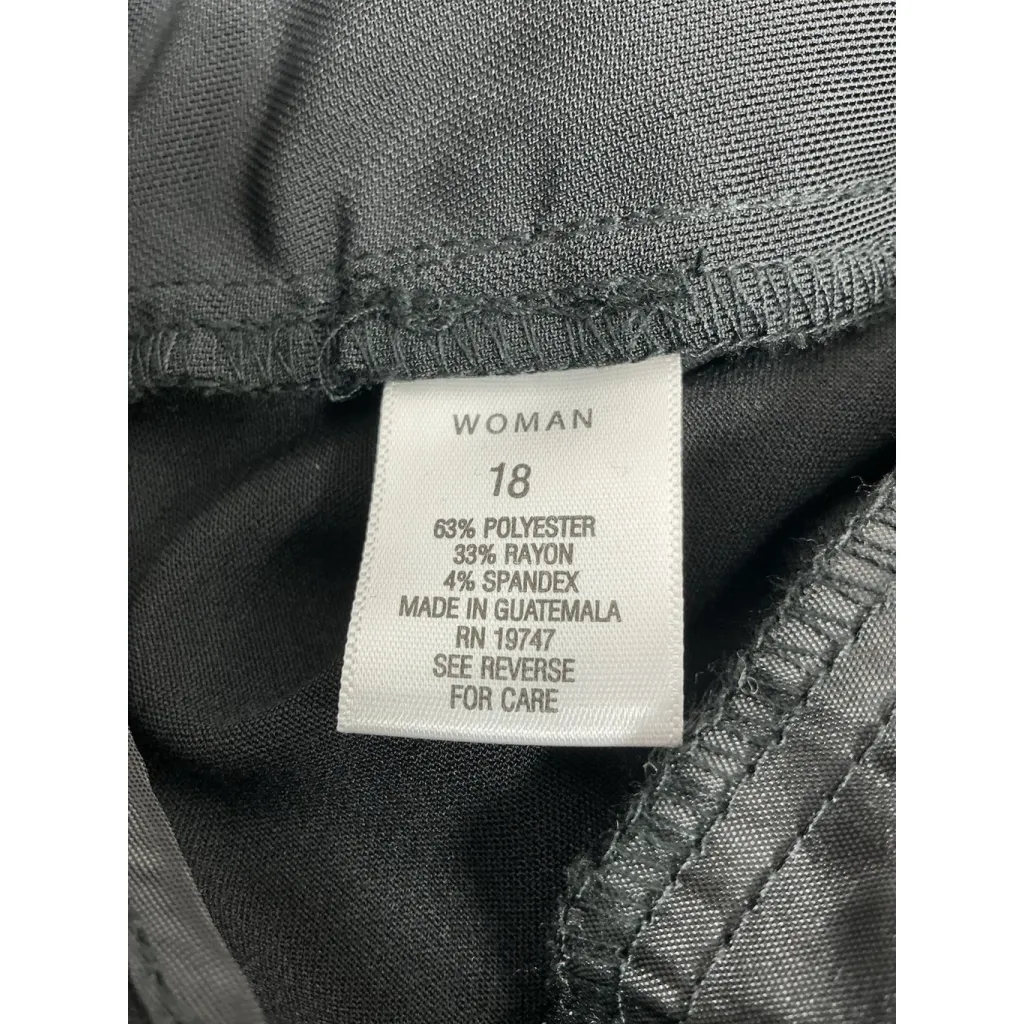 WOMAN
18
63% POLYESTER
33% RAYON
4% SPANDEX
MADE IN GUATEMALA
RN 19747
SEE REVERSE
FOR CARE